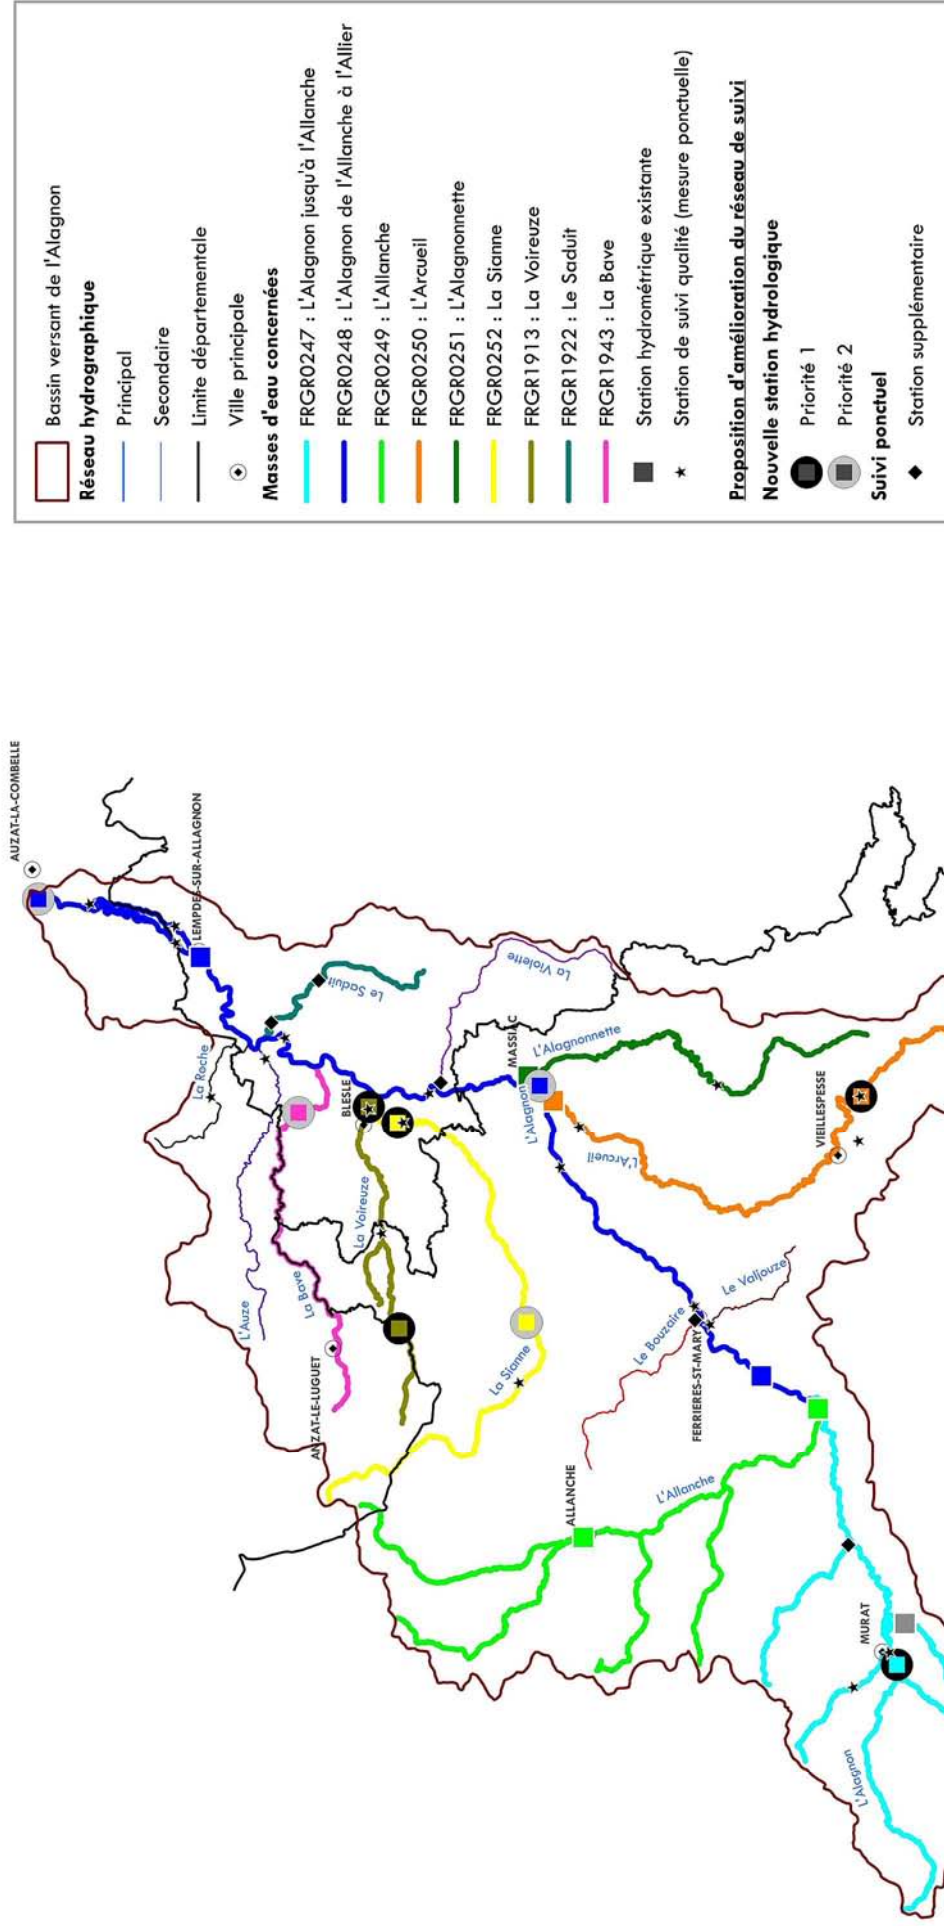 Bassin versant de l'Alagnon
Réseau hydrographique
Principal
Secondaire
Limite départementale
Ville principale
Masses d'eau concernées
FRGR0247 : L'Alagnon jusqu'à l'Allanche
FRGR0248 : L'Alagnon de l'Allanche à l'Allier
FRGR0249 : L'Allanche
FRGR0250 : L'Arcueil
FRGR0251 : L'Alagnonnette
FRGR0252 : La Sianne
FRGR1913 : La Voireuze
FRGR1922 : Le Saduit
FRGR1943 : La Bave
Station hydrométrique existante
Station de suivi qualité (mesure ponctuelle)
Proposition d'amélioration du réseau de suivi
Nouvelle station hydrologique
Priorité 1
Priorité 2
Suivi ponctuel
Station supplémentaire
AUZAT-LA-COMBELLE
LEMPDES-SUR-ALLAGNON
La Roche
Le Saduit
La Violette
L'Auze
La Bave
ANZAT-LE-LUGUET
BLESLE
La Voireuze
La Sianne
MASSIAC
L'Alagnon
L'Alagnonnette
L'Arcueil
VIEILLESPESSE
Le Valjouze
Le Bouzaire
FERRIERES-ST-MARY
ALLANCHE
L'Allanche
MURAT
L'Alagnon